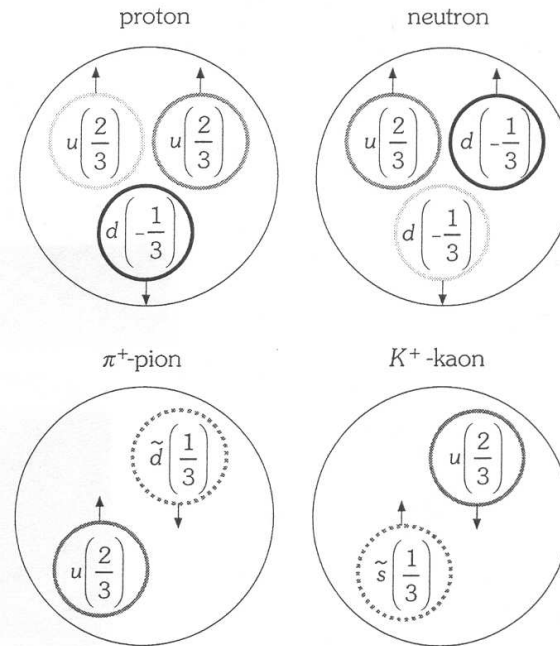 proton
u(2/3)
u(2/3)
d(-1/3)
neutron
u(2/3)
d(-1/3)
d(-1/3)
π⁺-pion
d̃(1/3)
u(2/3)
K⁺-kaon
u(2/3)
s̃(1/3)